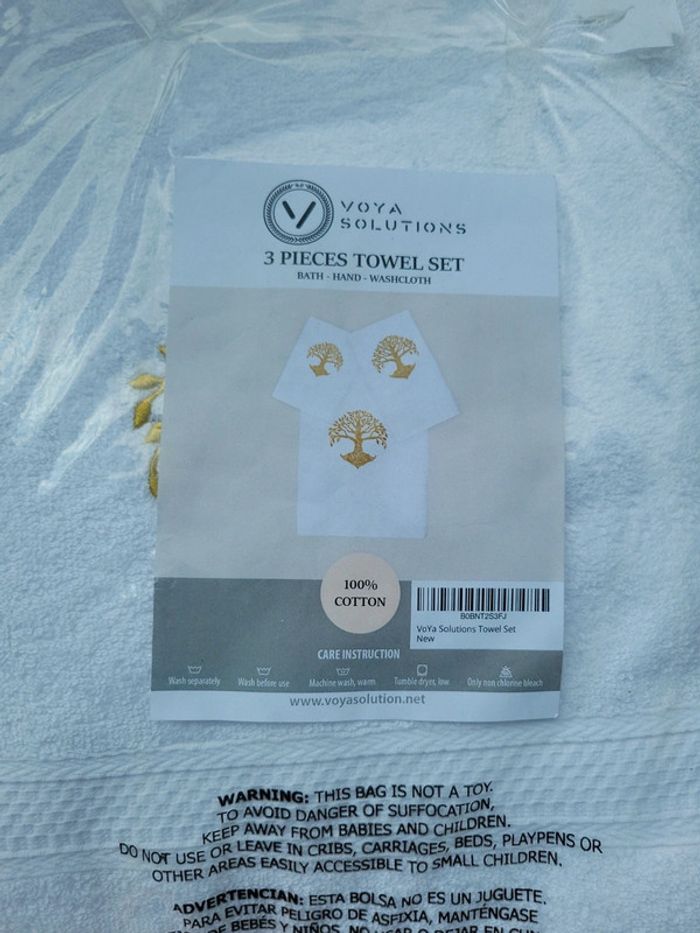 VOYA
SOLUTIONS
3 PIECES TOWEL SET
BATH - HAND - WASHCLOTH
100%
COTTON
B0BNT2S3FJ
VoYa Solutions Towel Set
New
CARE INSTRUCTION
Wash separately Wash before use Machine wash, warm Tumble dryer, low Only non chlorine bleach
www.voyasolution.net
WARNING: THIS BAG IS NOT A TOY.
TO AVOID DANGER OF SUFFOCATION,
KEEP AWAY FROM BABIES AND CHILDREN.
DO NOT USE OR LEAVE IN CRIBS, CARRIAGES, BEDS, PLAYPENS OR
OTHER AREAS EASILY ACCESSIBLE TO SMALL CHILDREN.
ADVERTENCIAN: ESTA BOLSA NO ES UN JUGUETE.
PARA EVITAR PELIGRO DE ASFIXIA, MANTÉNGASE
DE BEBÉS Y NIÑOS. NO USAR O DEJAR EN